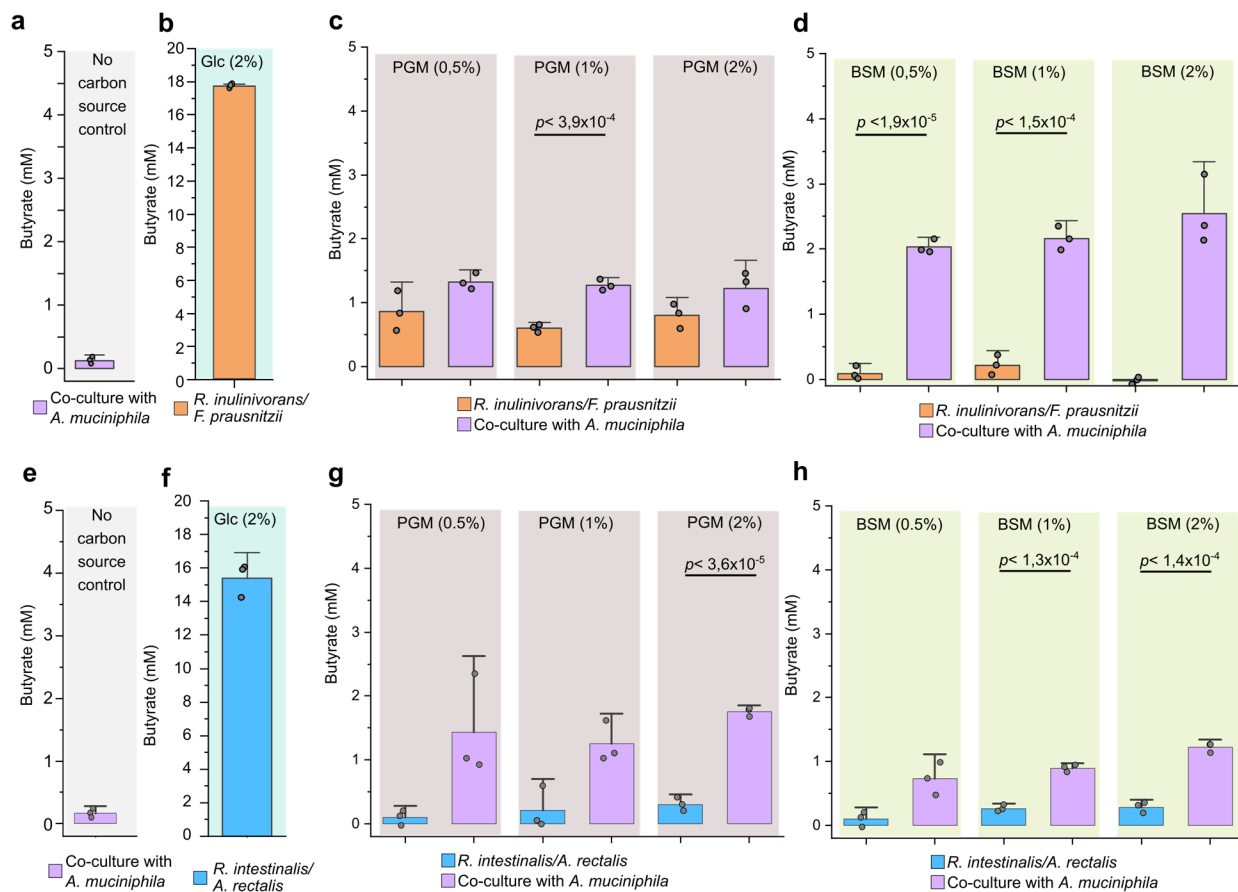 a
b
c
d
No
carbon
source
control
Butyrate (mM)
5
4
3
2
1
0
Co-culture with
A. muciniphila
Glc (2%)
Butyrate (mM)
20
18
16
14
12
10
8
6
4
2
0
R. inulinivorans/
F. prausnitzii
PGM (0,5%)
PGM (1%)
PGM (2%)
p< 3,9x10-4
Butyrate (mM)
5
4
3
2
1
0
R. inulinivorans/F. prausnitzii
Co-culture with A. muciniphila
BSM (0,5%)
BSM (1%)
BSM (2%)
p <1,9x10-5
p< 1,5x10-4
Butyrate (mM)
5
4
3
2
1
0
R. inulinivorans/F. prausnitzii
Co-culture with A. muciniphila
e
f
g
h
No
carbon
source
control
Butyrate (mM)
5
4
3
2
1
0
Co-culture with
A. muciniphila
Glc (2%)
Butyrate (mM)
20
18
16
14
12
10
8
6
4
2
0
R. intestinalis/
A. rectalis
PGM (0.5%)
PGM (1%)
PGM (2%)
p< 3,6x10-5
Butyrate (mM)
5
4
3
2
1
0
R. intestinalis/A. rectalis
Co-culture with A. muciniphila
BSM (0.5%)
BSM (1%)
BSM (2%)
p< 1,3x10-4
p< 1,4x10-4
Butyrate (mM)
5
4
3
2
1
0
R. intestinalis/A. rectalis
Co-culture with A. muciniphila